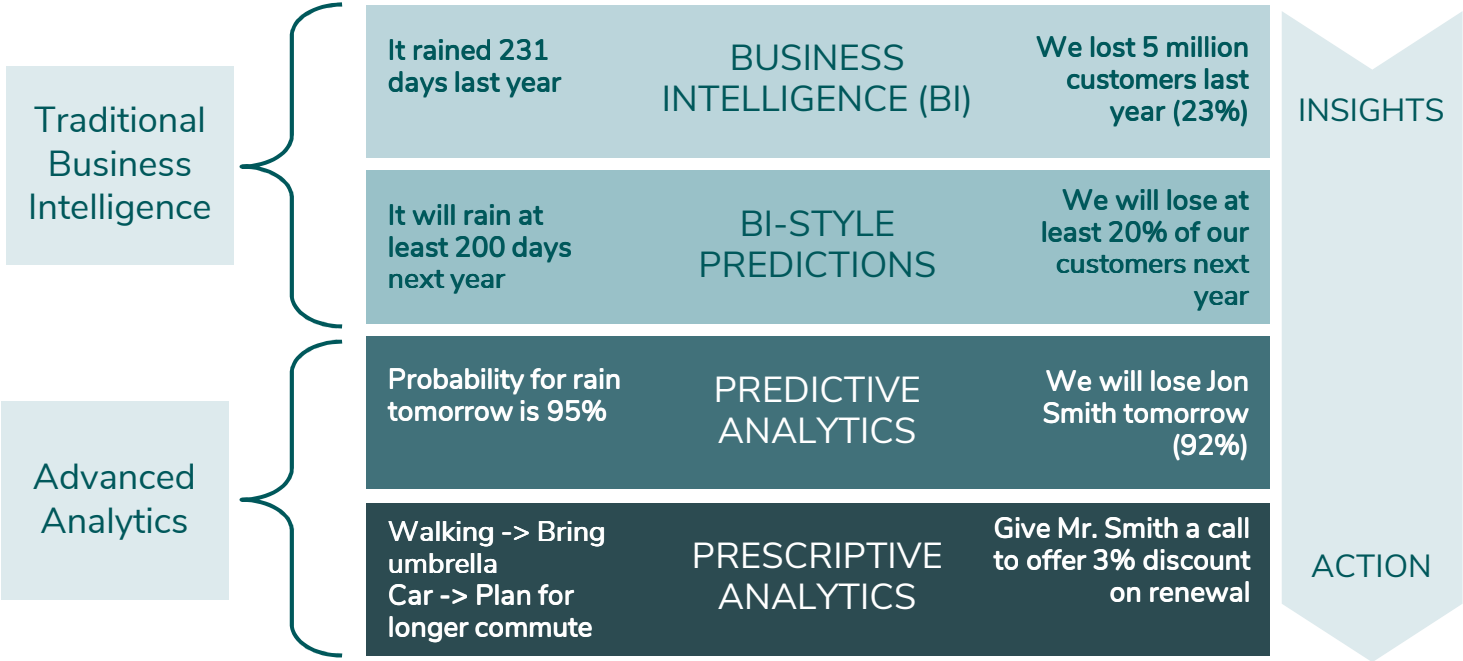 Traditional
Business
Intelligence
It rained 231
days last year
BUSINESS
INTELLIGENCE (BI)
We lost 5 million
customers last
year (23%)
It will rain at
least 200 days
next year
BI-STYLE
PREDICTIONS
We will lose at
least 20% of our
customers next
year
Advanced
Analytics
Probability for rain
tomorrow is 95%
PREDICTIVE
ANALYTICS
We will lose Jon
Smith tomorrow
(92%)
Walking -> Bring
umbrella
Car -> Plan for
longer commute
PRESCRIPTIVE
ANALYTICS
Give Mr. Smith a call
to offer 3% discount
on renewal
INSIGHTS
ACTION